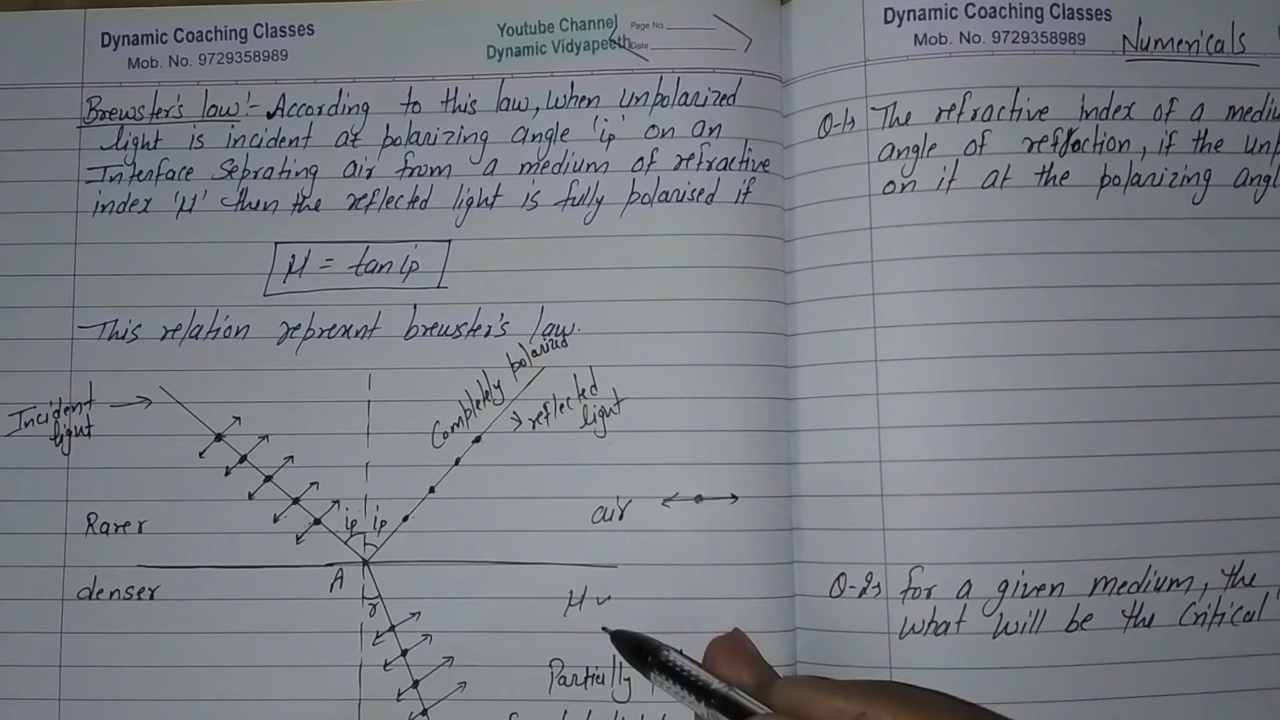 Dynamic Coaching Classes
Mob. No. 9729358989
Youtube Channel
Dynamic Vidyapeeth
Page No.
Date
Brewster's law:- According to this law, when unpolarized
light is incident at polarizing angle 'ip' on an
Interface seprating air from a medium of refractive
index 'μ' then the reflected light is fully polarised if
μ = tan ip
This relation represent brewster's law.
Incident
light
Completely polarized
reflected
light
ip ip
Rarer
air
A
denser
r
μ
Partially
Dynamic Coaching Classes
Mob. No. 9729358989
Numericals
Q-1) The refractive index of a mediu
angle of refraction, if the unp
on it at the polarizing angl
Q-2) for a given medium, the
what will be the critical